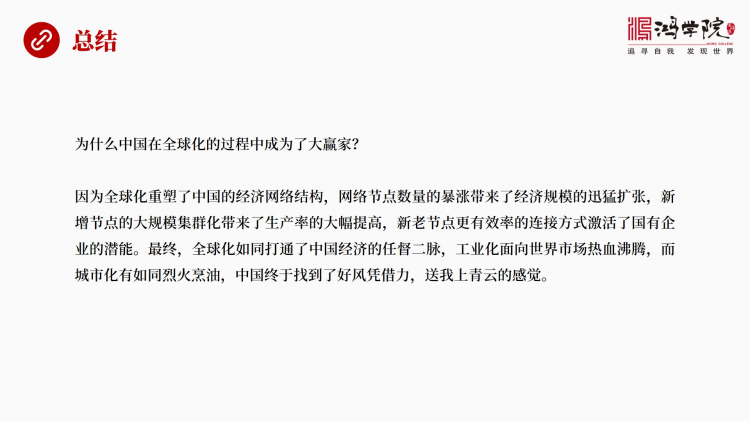 总结
鸿学院
追寻自我 发现世界
为什么中国在全球化的过程中成为了大赢家？
因为全球化重塑了中国的经济网络结构，网络节点数量的暴涨带来了经济规模的迅猛扩张，新
增节点的大规模集群化带来了生产率的大幅提高，新老节点更有效率的连接方式激活了国有企
业的潜能。最终，全球化如同打通了中国经济的任督二脉，工业化面向世界市场热血沸腾，而
城市化有如同烈火烹油，中国终于找到了好风凭借力，送我上青云的感觉。